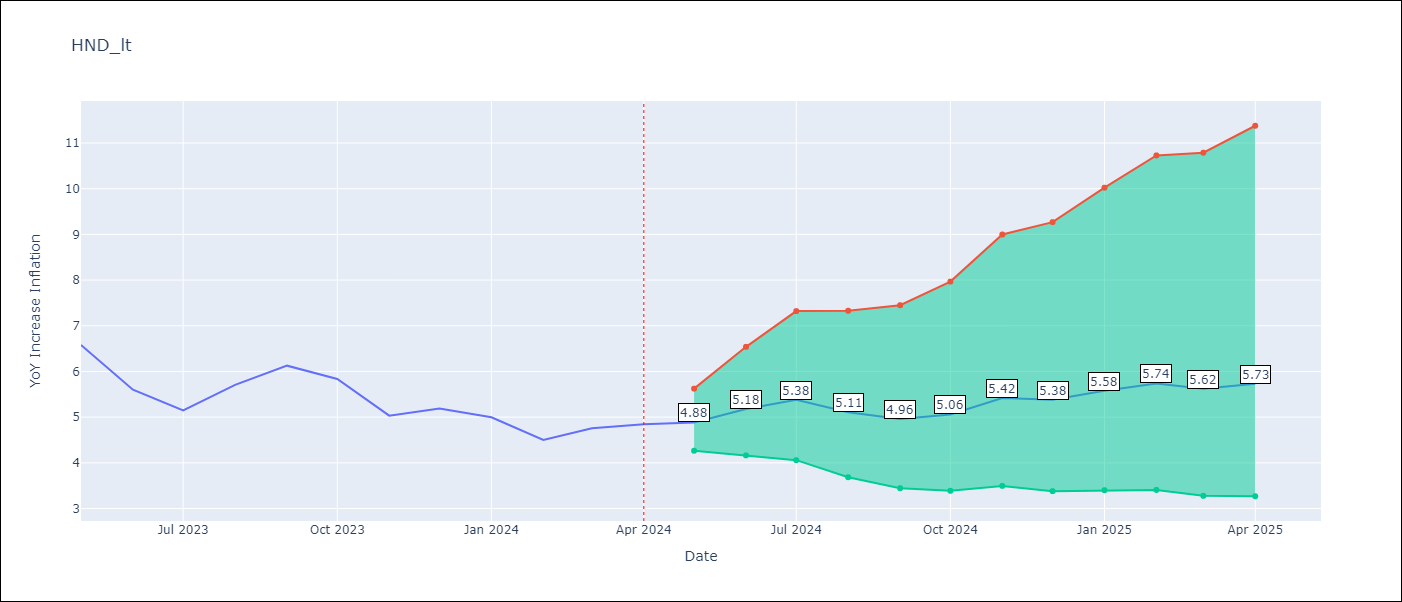 HND_lt
11
10
9
8
7
6
5
4
3
YoY Increase Inflation
4.88
5.18
5.38
5.11
4.96
5.06
5.42
5.38
5.58
5.74
5.62
5.73
Jul 2023
Oct 2023
Jan 2024
Apr 2024
Jul 2024
Oct 2024
Jan 2025
Apr 2025
Date